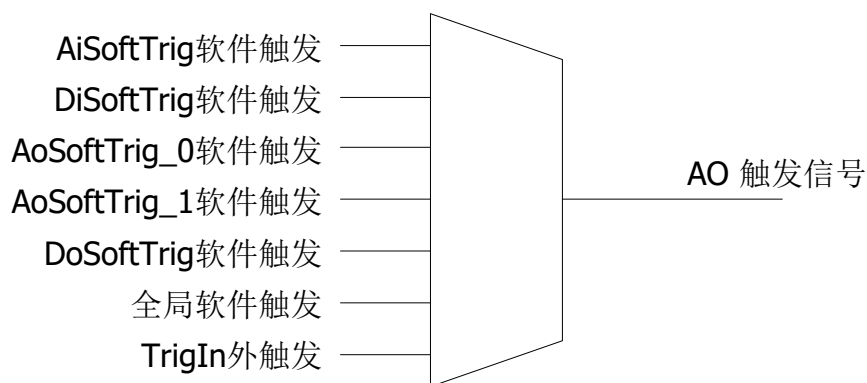 AiSoftTrig软件触发
DiSoftTrig软件触发
AoSoftTrig_0软件触发
AoSoftTrig_1软件触发
DoSoftTrig软件触发
全局软件触发
TrigIn外触发
AO 触发信号